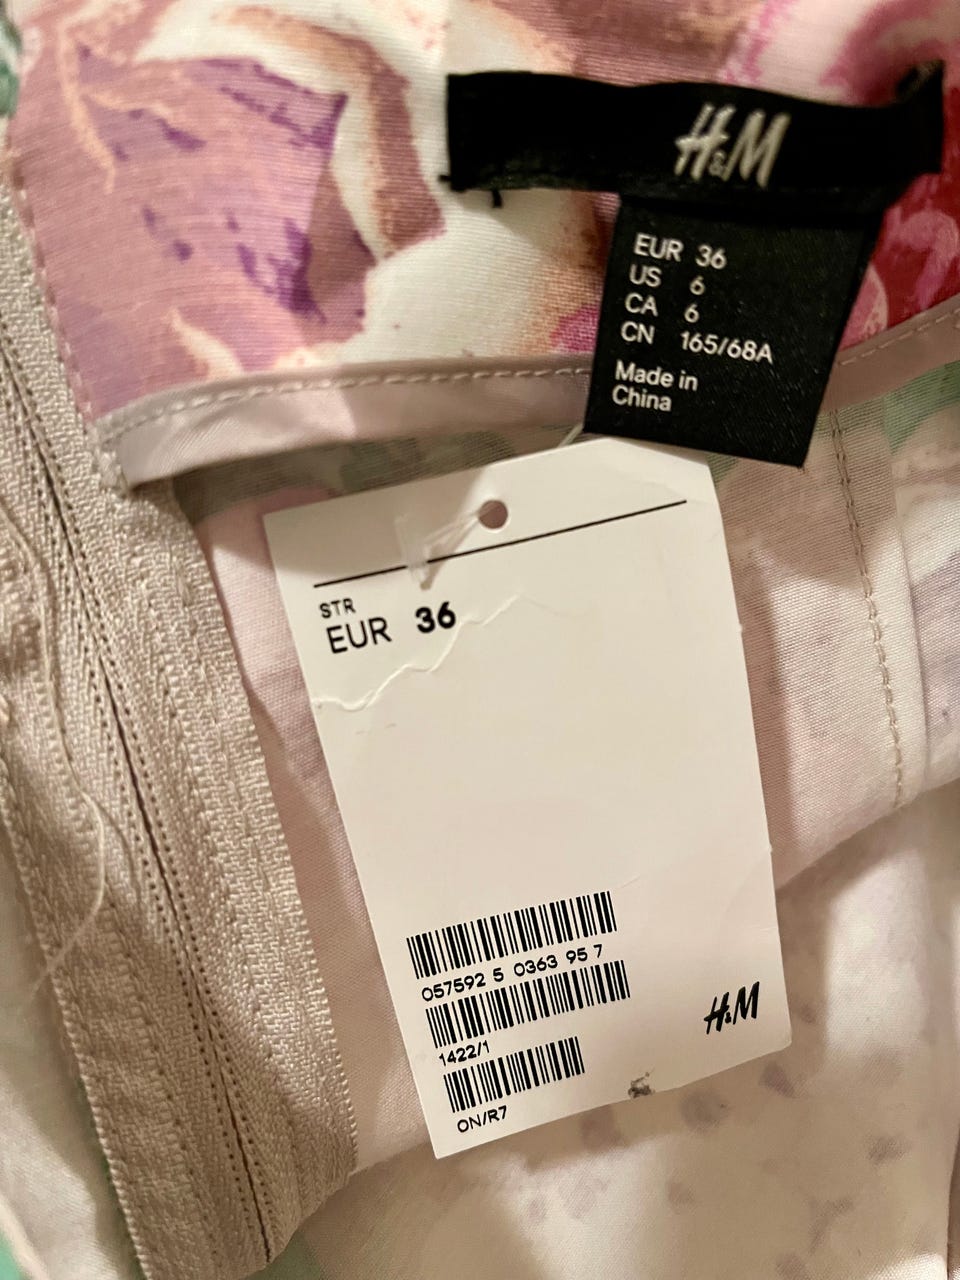 H&M
EUR 36
US 6
CA 6
CN 165/68A
Made in
China
STR
EUR 36
057592 5 0363 95 7
1422/1
ON/R7
H&M